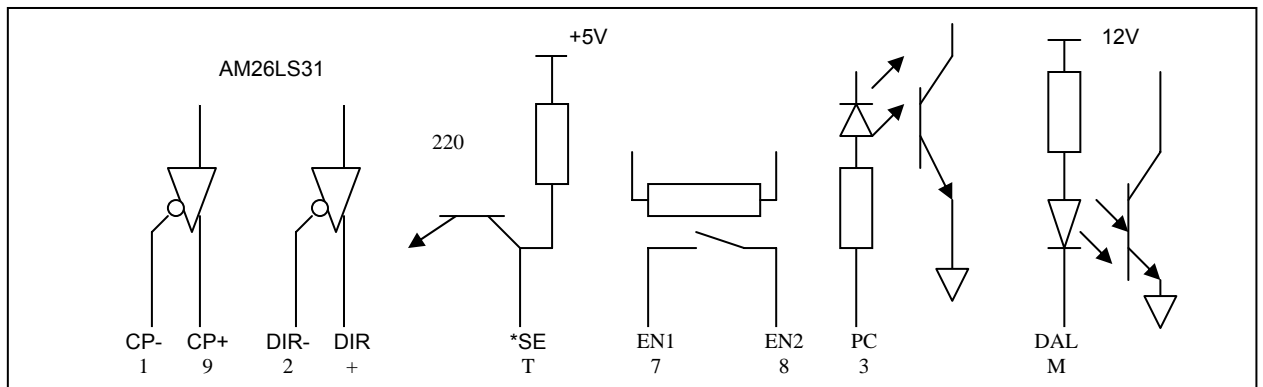 +5V
12V
AM26LS31
220
CP- CP+ DIR- DIR *SE EN1 EN2 PC DAL
1 9 2 + T 7 8 3 M